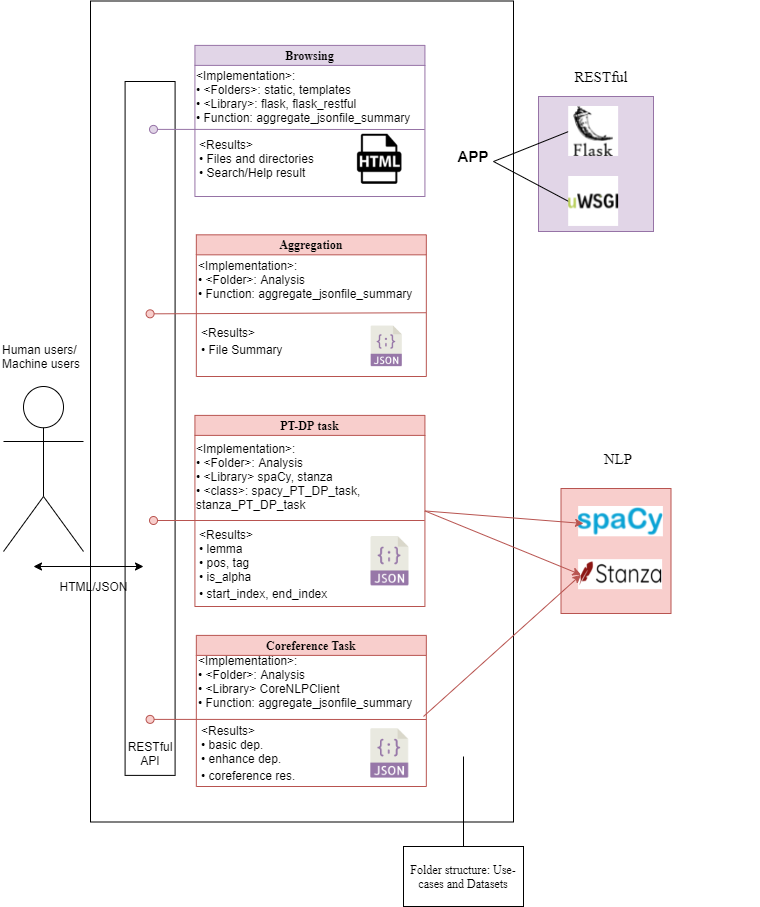 Browsing
<Implementation>:
• <Folders>: static, templates
• <Library>: flask, flask_restful
• Function: aggregate_jsonfile_summary
<Results>
• Files and directories
• Search/Help result
HTML
APP
RESTful
Flask
uWSGI
Aggregation
<Implementation>:
• <Folder>: Analysis
• Function: aggregate_jsonfile_summary
<Results>
• File Summary
{;}
JSON
Human users/
Machine users
HTML/JSON
PT-DP task
<Implementation>:
• <Folder>: Analysis
• <Library> spaCy, stanza
• <class>: spacy_PT_DP_task,
stanza_PT_DP_task
<Results>
• lemma
• pos, tag
• is_alpha
• start_index, end_index
{;}
JSON
NLP
spaCy
Stanza
Coreference Task
<Implementation>:
• <Folder>: Analysis
• <Library> CoreNLPClient
• Function: aggregate_jsonfile_summary
<Results>
• basic dep.
• enhance dep.
• coreference res.
{;}
JSON
RESTful
API
Folder structure: Use-
cases and Datasets